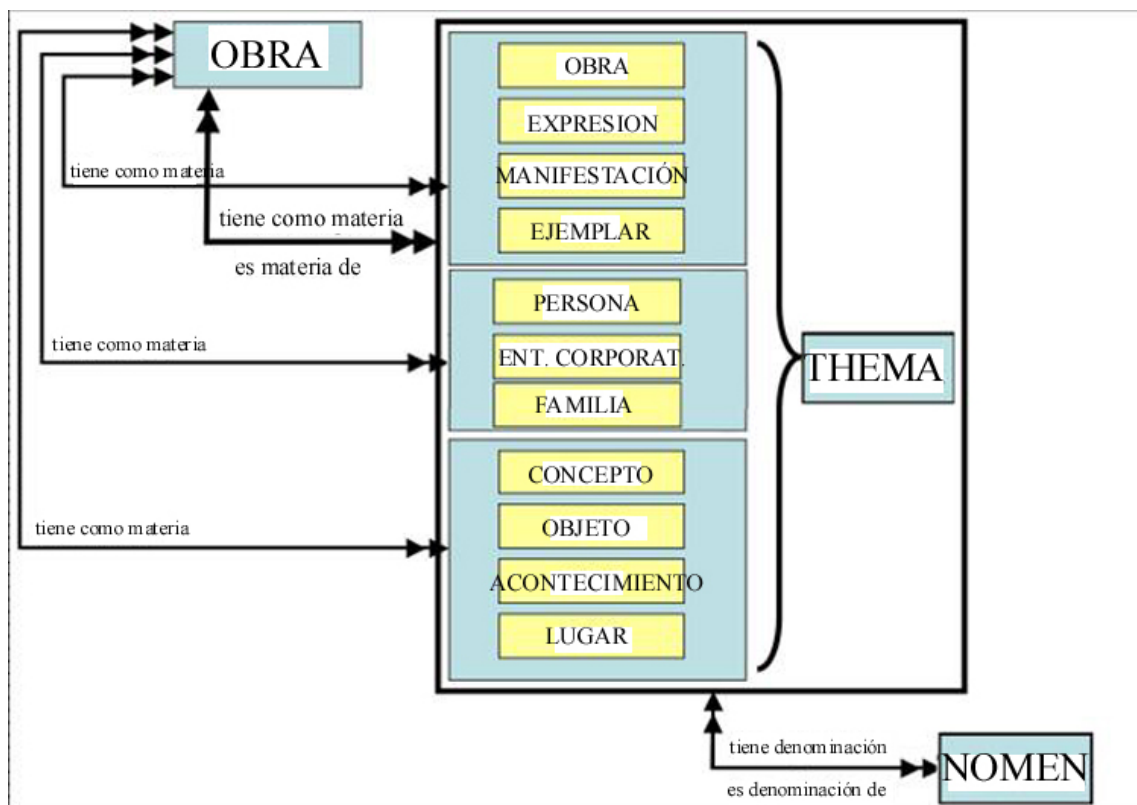 OBRA
OBRA
EXPRESION
MANIFESTACIÓN
EJEMPLAR
tiene como materia
tiene como materia
es materia de
PERSONA
ENT. CORPORAT.
FAMILIA
tiene como materia
THEMA
CONCEPTO
OBJETO
ACONTECIMIENTO
LUGAR
tiene como materia
tiene denominación
es denominación de
NOMEN